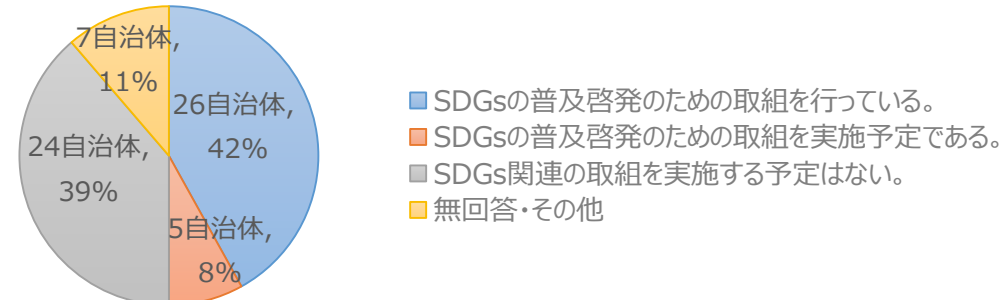 7自治体,
11%
26自治体,
42%
24自治体,
39%
5自治体,
8%
SDGsの普及啓発のための取組を行っている。
SDGsの普及啓発のための取組を実施予定である。
SDGs関連の取組を実施する予定はない。
無回答・その他